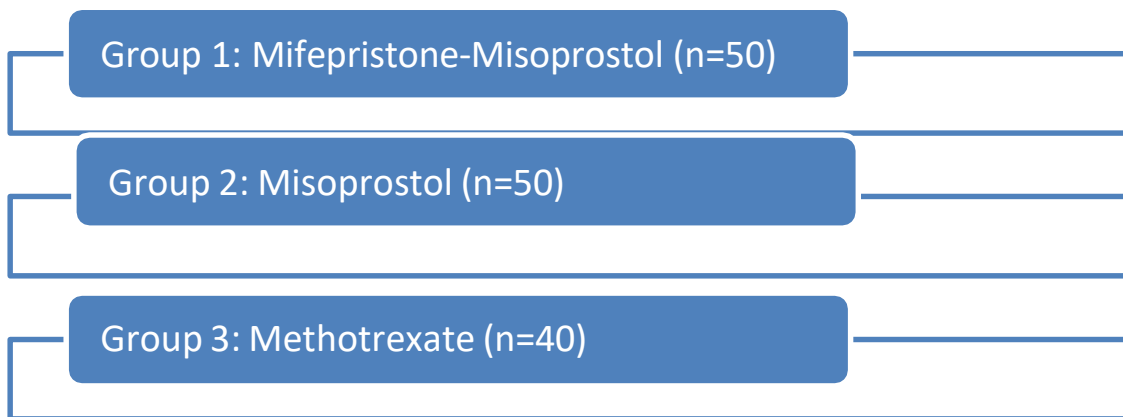 Group 1: Mifepristone-Misoprostol (n=50)
Group 2: Misoprostol (n=50)
Group 3: Methotrexate (n=40)